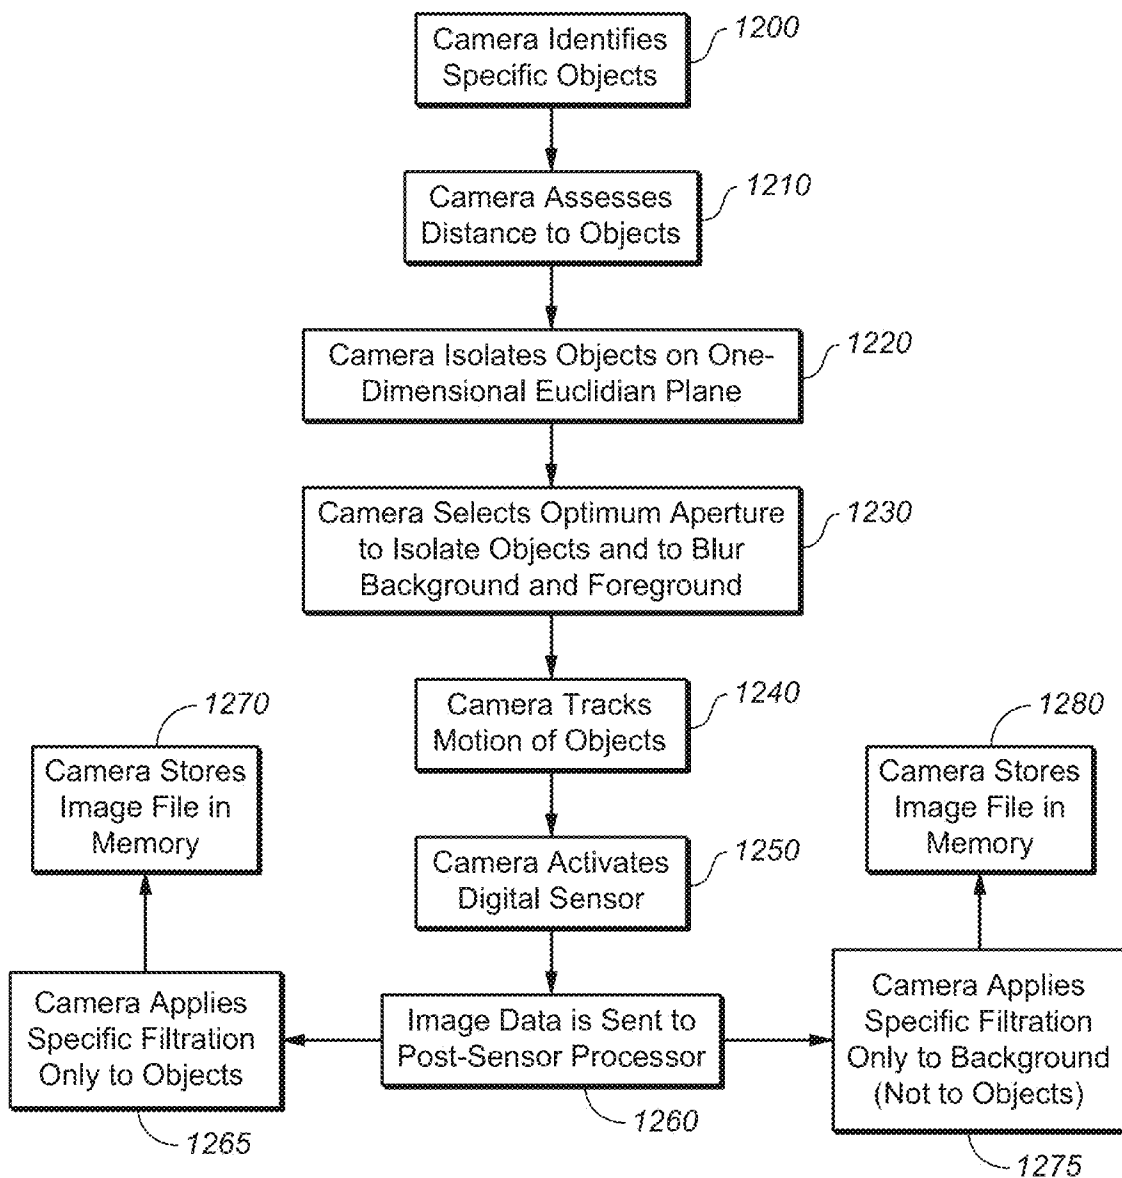 Camera Identifies
Specific Objects
1200
Camera Assesses
Distance to Objects
1210
Camera Isolates Objects on One-
Dimensional Euclidian Plane
1220
Camera Selects Optimum Aperture
to Isolate Objects and to Blur
Background and Foreground
1230
Camera Tracks
Motion of Objects
1240
Camera Activates
Digital Sensor
1250
Image Data is Sent to
Post-Sensor Processor
1260
Camera Applies
Specific Filtration
Only to Objects
1265
Camera Stores
Image File in
Memory
1270
Camera Applies
Specific Filtration
Only to Background
(Not to Objects)
1275
Camera Stores
Image File in
Memory
1280